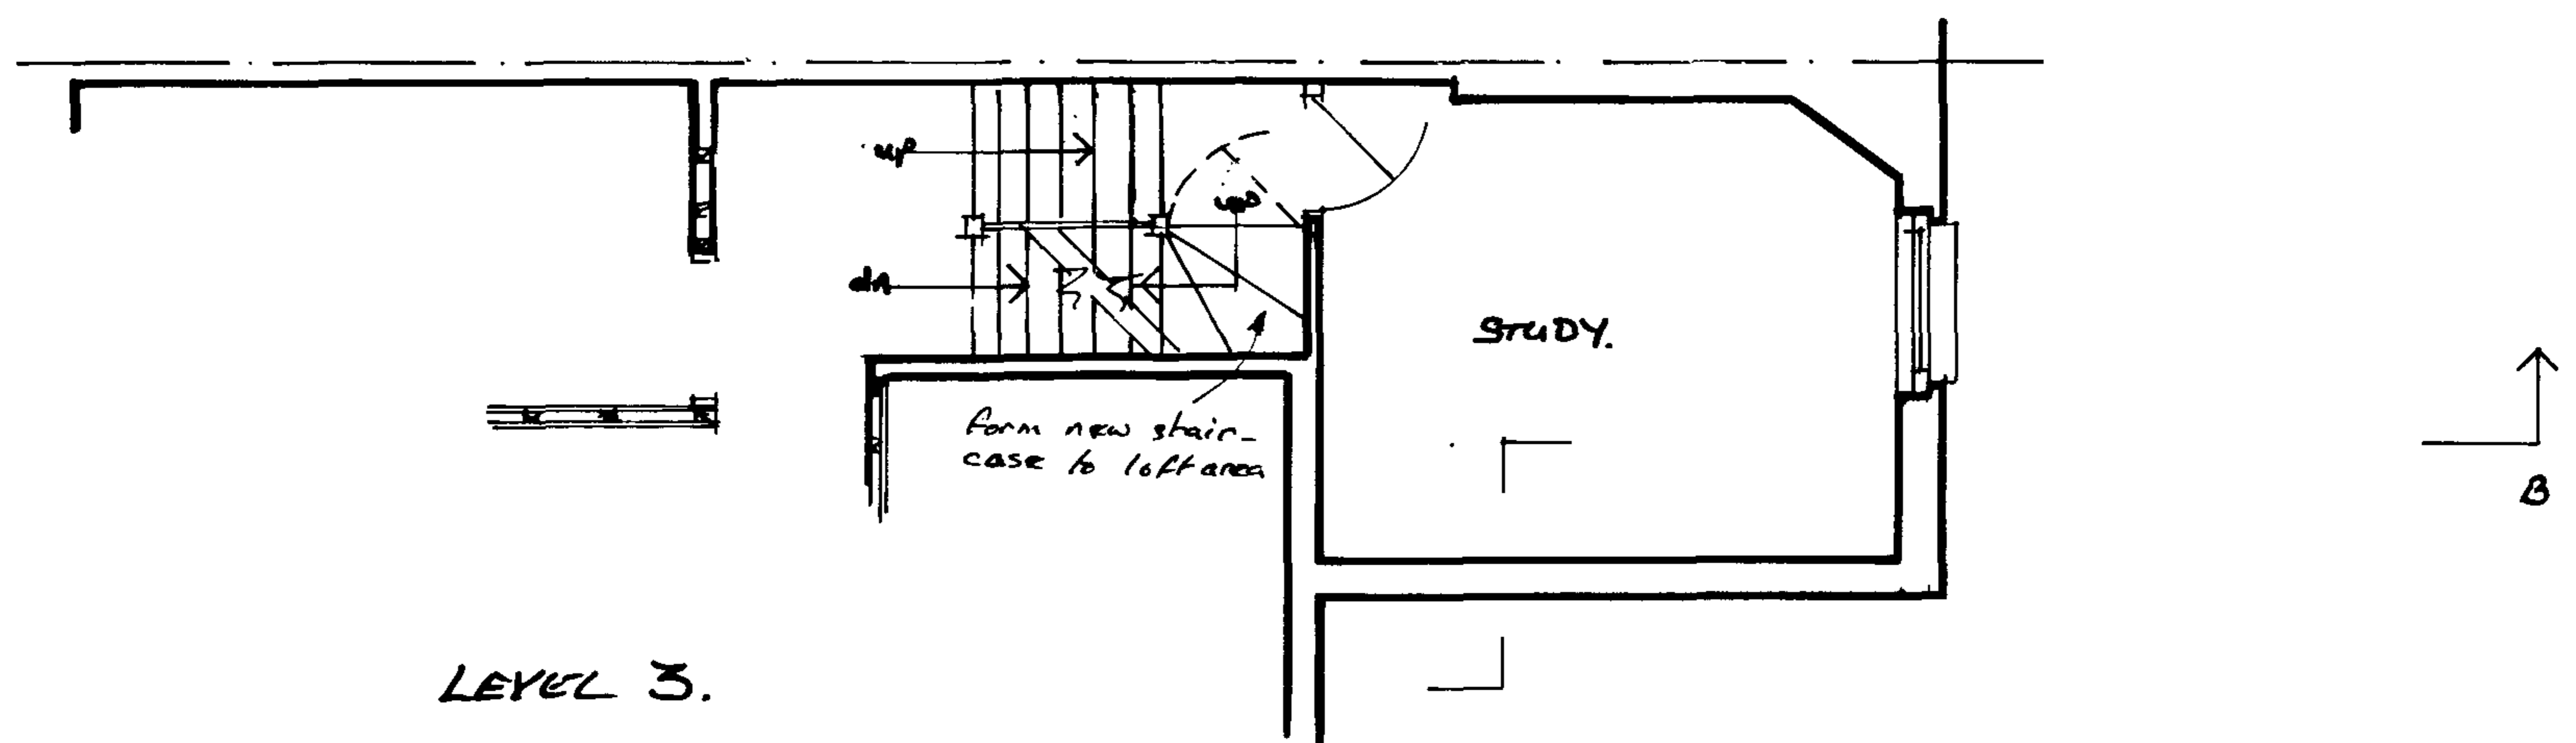 up
up
dn
STUDY.
form new stair-
case to loft area
B
LEVEL 3.